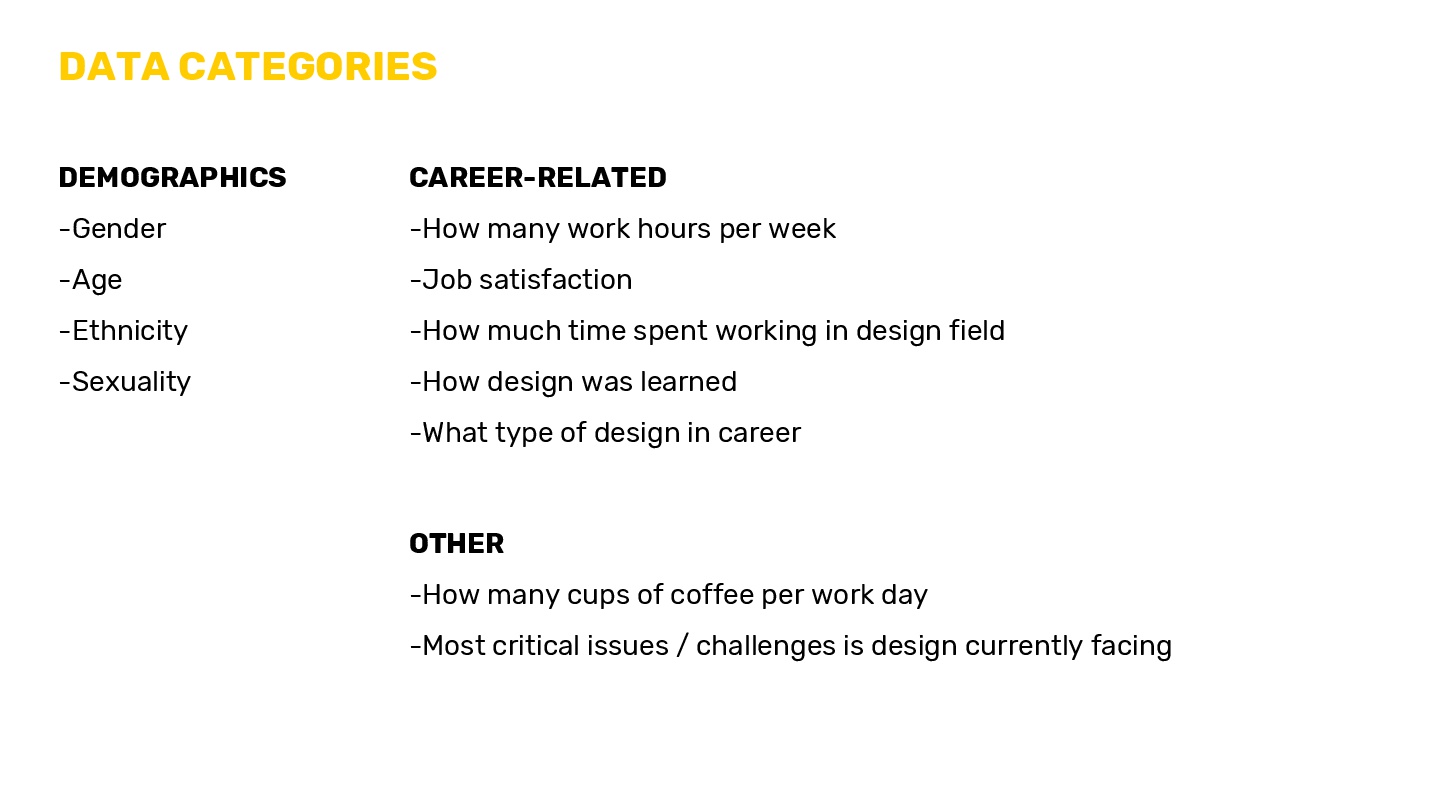 DATA CATEGORIES
DEMOGRAPHICS
-Gender
-Age
-Ethnicity
-Sexuality
CAREER-RELATED
-How many work hours per week
-Job satisfaction
-How much time spent working in design field
-How design was learned
-What type of design in career
OTHER
-How many cups of coffee per work day
-Most critical issues / challenges is design currently facing